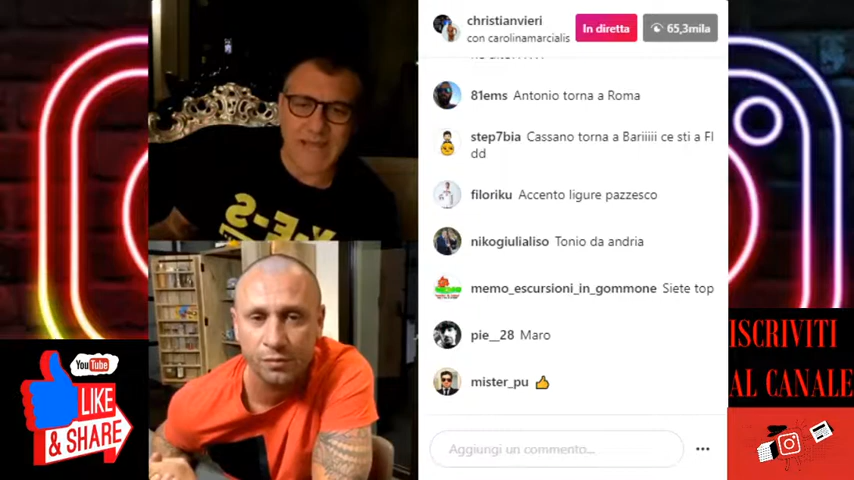 christianvieri
con carolinamarcialis
In diretta
65,3mila
81ems Antonio torna a Roma
step7bia Cassano torna a Bariiiii ce sti a FI
dd
filoriku Accento ligure pazzesco
nikogiulialiso Tonio da andria
memo_escursioni_in_gommone Siete top
pie__28 Maro
mister_pu 👍
Aggiungi un commento...
YouTube
LIKE
& SHARE
ISCRIVITI
AL CANALE